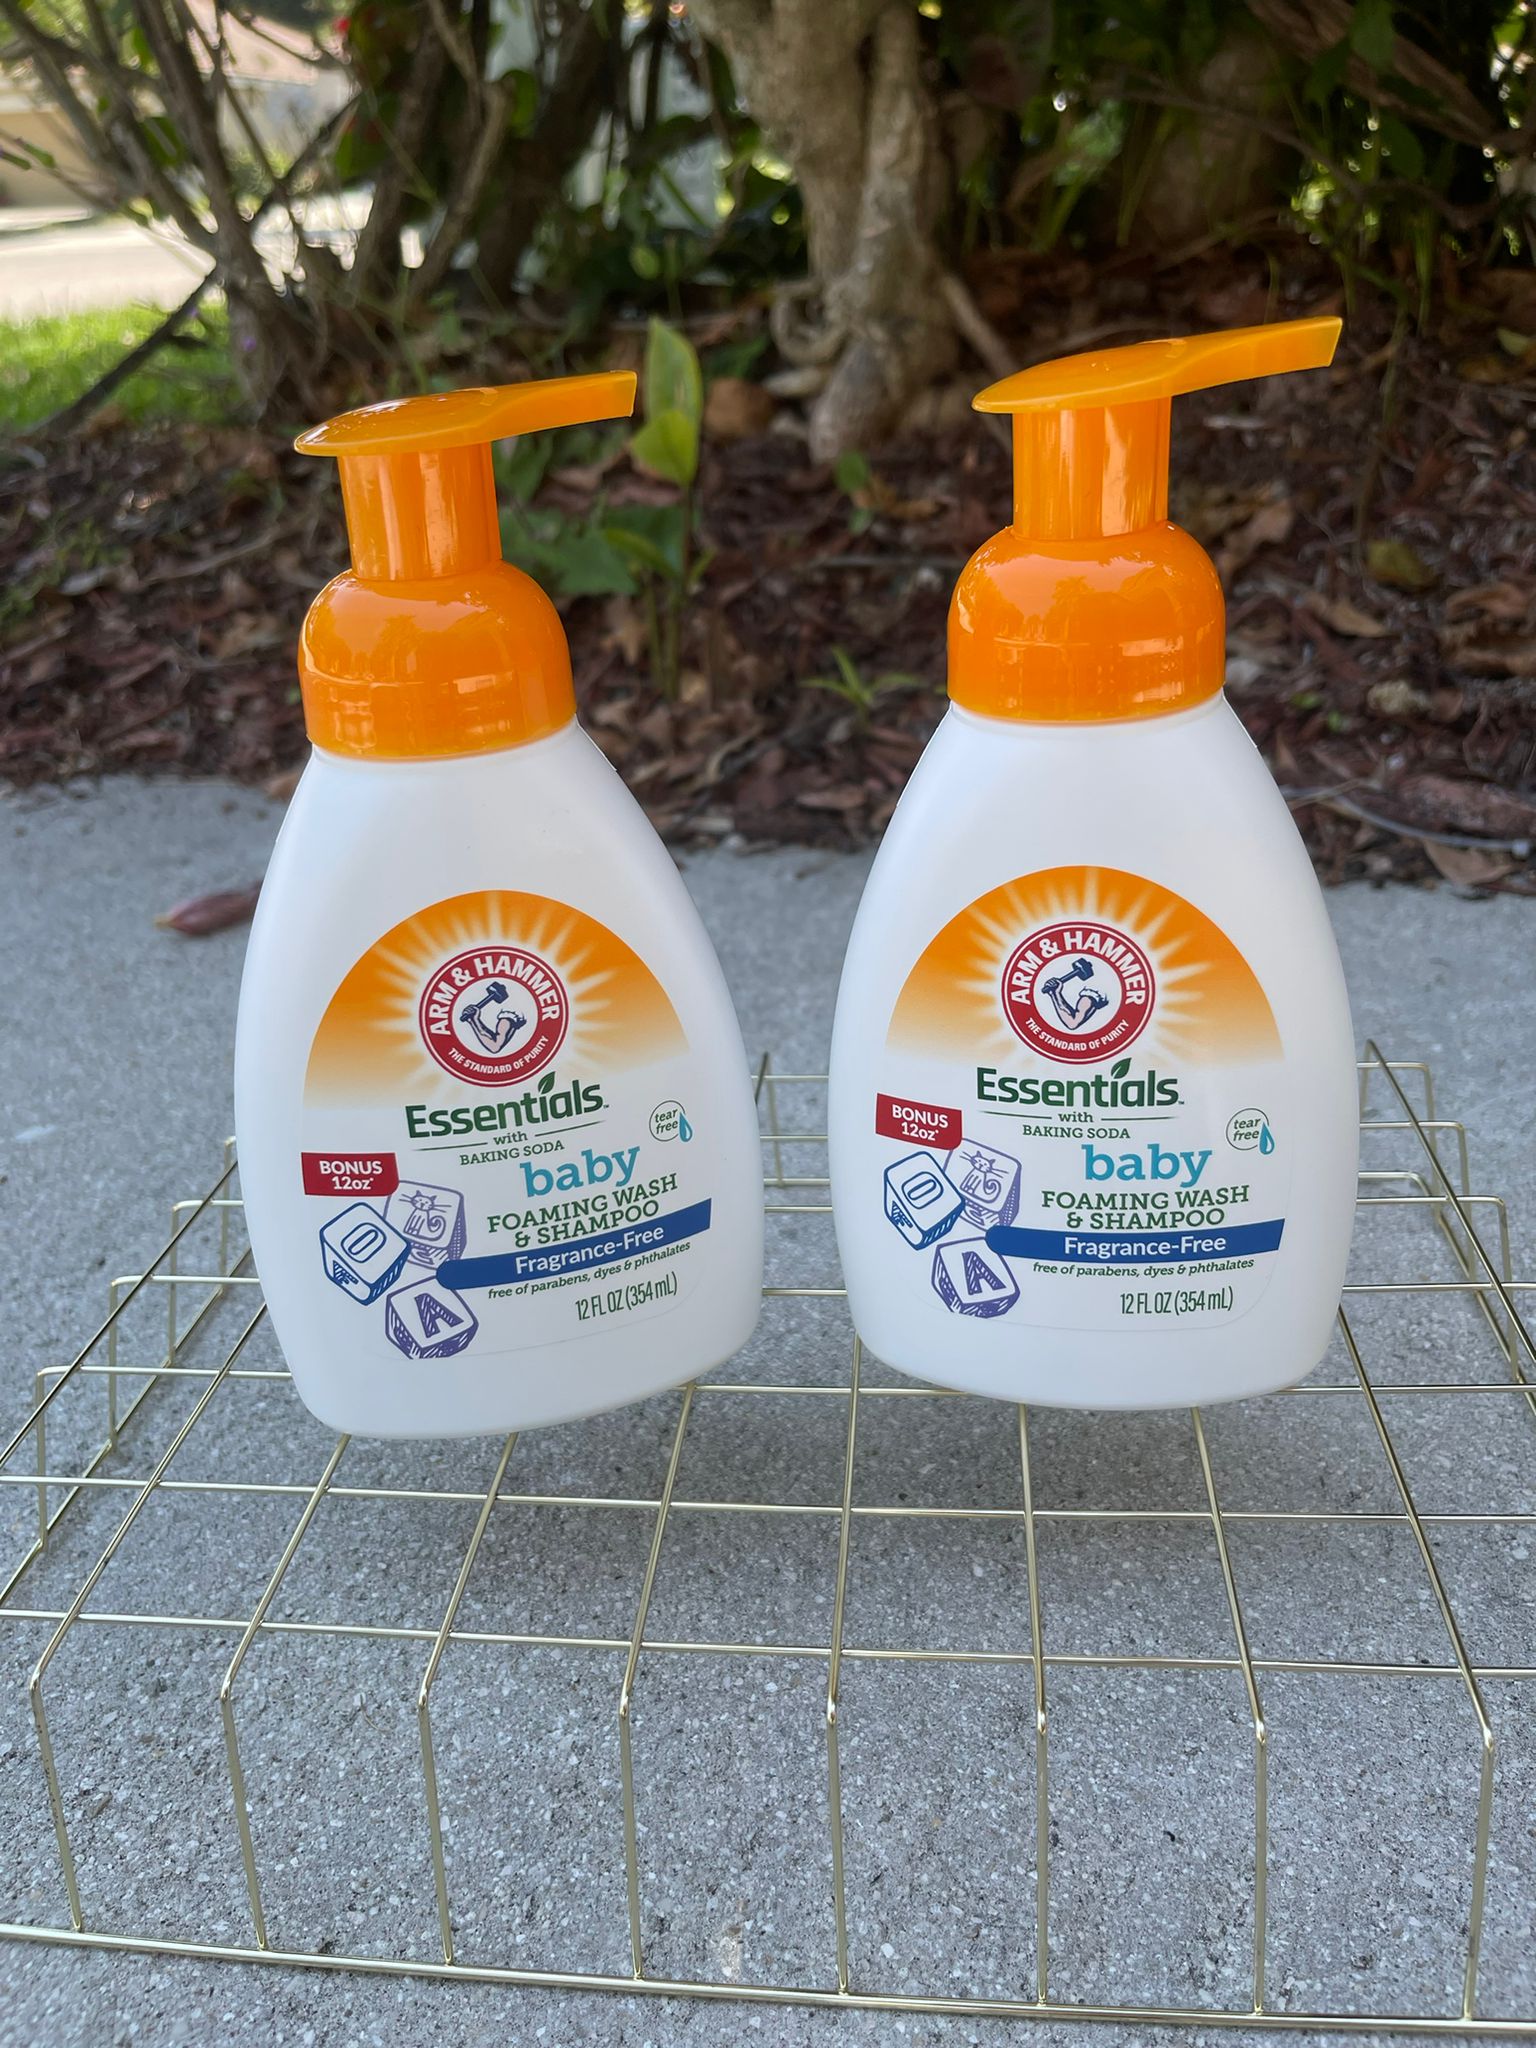 ARM & HAMMER
THE STANDARD OF PURITY
Essentials™
with
BAKING SODA
tear
free
BONUS
12oz*
baby
FOAMING WASH
& SHAMPOO
Fragrance-Free
free of parabens, dyes & phthalates
12 FL OZ (354 mL)
O
A
ARM & HAMMER
THE STANDARD OF PURITY
Essentials™
with
BAKING SODA
tear
free
BONUS
12oz*
baby
FOAMING WASH
& SHAMPOO
Fragrance-Free
free of parabens, dyes & phthalates
12 FL OZ (354 mL)
O
A